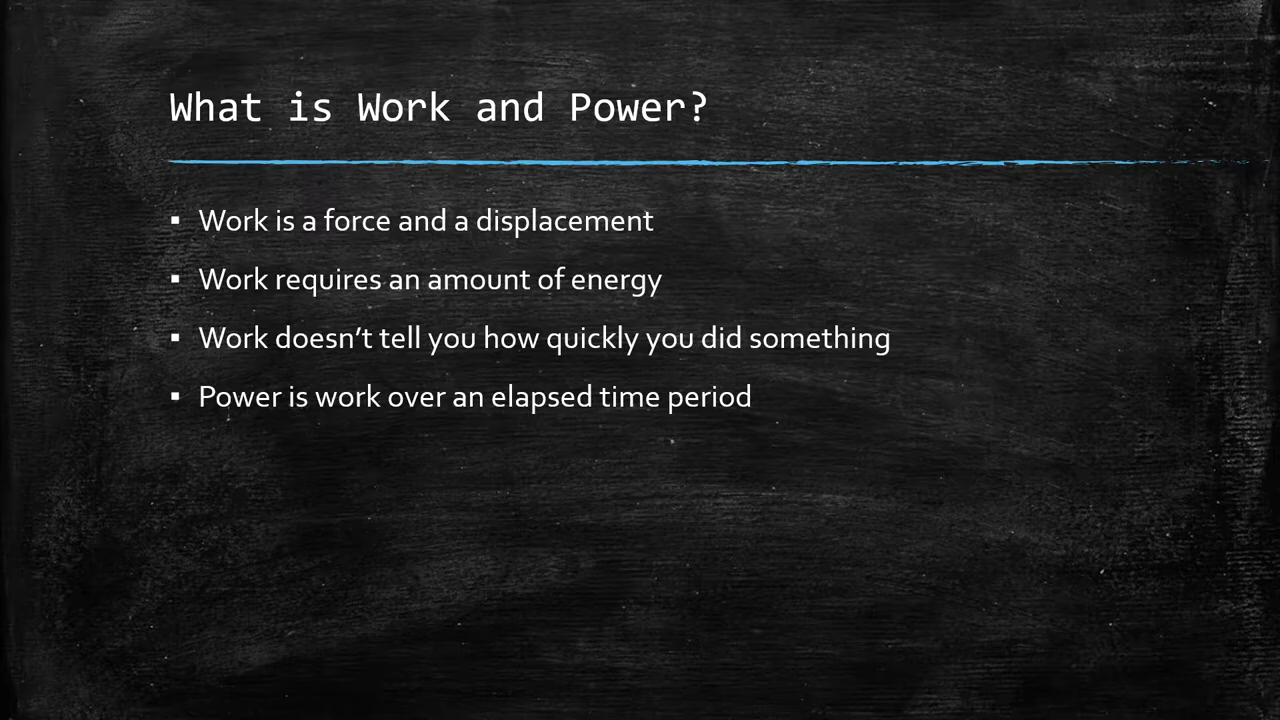 What is Work and Power?
▪ Work is a force and a displacement
▪ Work requires an amount of energy
▪ Work doesn’t tell you how quickly you did something
▪ Power is work over an elapsed time period